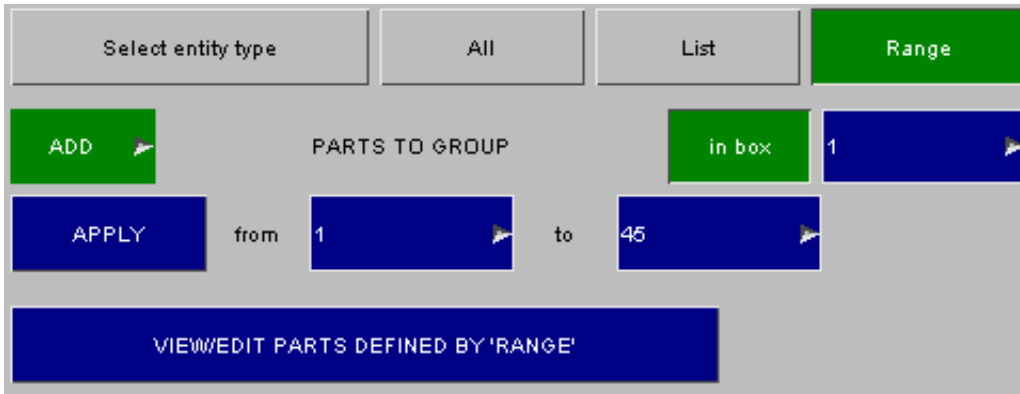 Select entity type All List Range
ADD PARTS TO GROUP in box 1
APPLY from 1 to 45
VIEW/EDIT PARTS DEFINED BY 'RANGE'